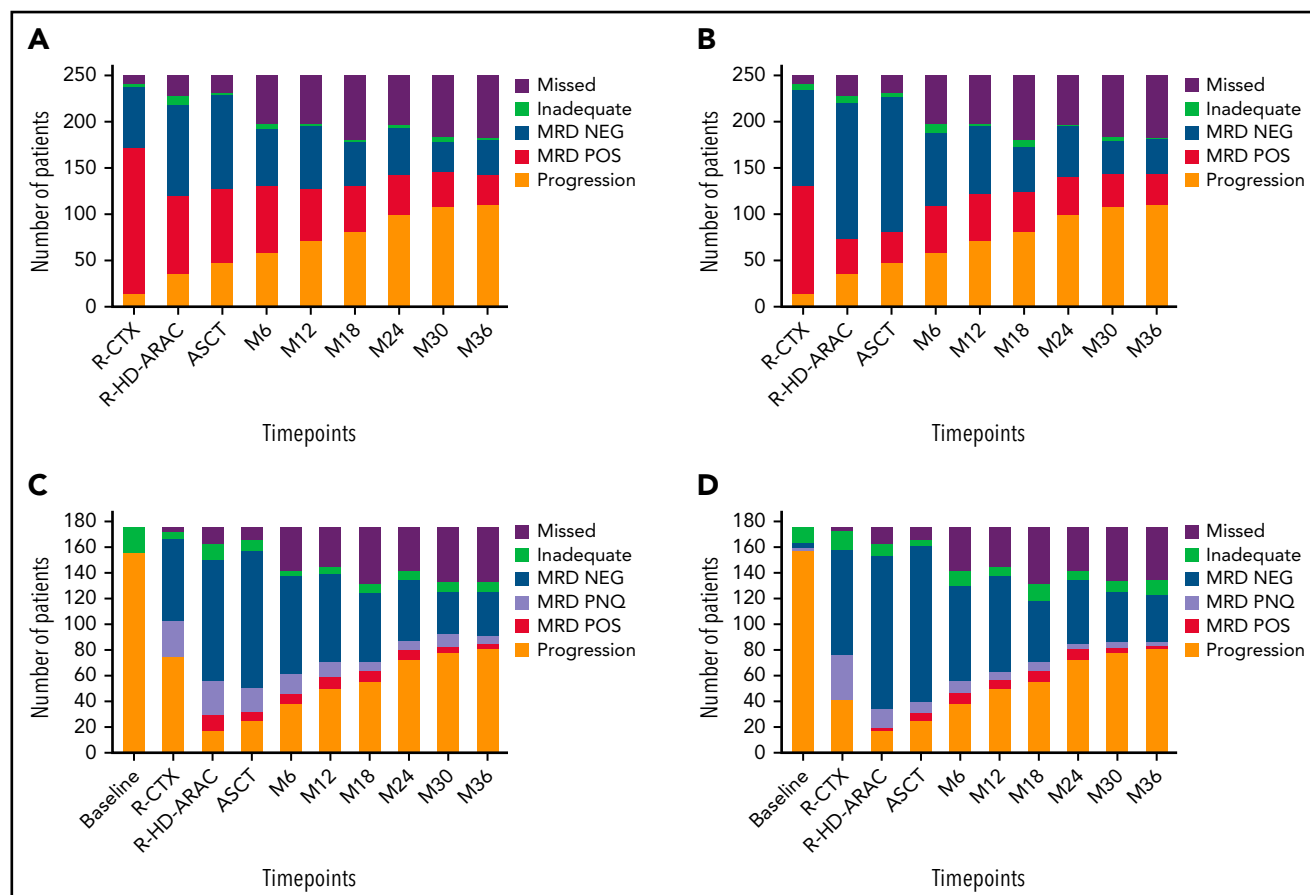 A
Number of patients
250
200
150
100
50
0
R-CTX
R-HD-ARAC
ASCT
M6
M12
M18
M24
M30
M36
Timepoints
Missed
Inadequate
MRD NEG
MRD POS
Progression
B
Number of patients
250
200
150
100
50
0
R-CTX
R-HD-ARAC
ASCT
M6
M12
M18
M24
M30
M36
Timepoints
Missed
Inadequate
MRD NEG
MRD POS
Progression
C
Number of patients
180
160
140
120
100
80
60
40
20
0
Baseline
R-CTX
R-HD-ARAC
ASCT
M6
M12
M18
M24
M30
M36
Timepoints
Missed
Inadequate
MRD NEG
MRD PNQ
MRD POS
Progression
D
Number of patients
180
160
140
120
100
80
60
40
20
0
Baseline
R-CTX
R-HD-ARAC
ASCT
M6
M12
M18
M24
M30
M36
Timepoints
Missed
Inadequate
MRD NEG
MRD PNQ
MRD POS
Progression